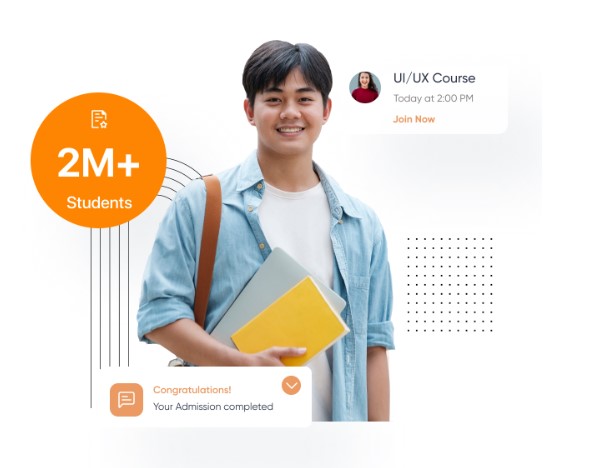 UI/UX Course
Today at 2:00 PM
Join Now
2M+
Students
Congratulations!
Your Admission completed